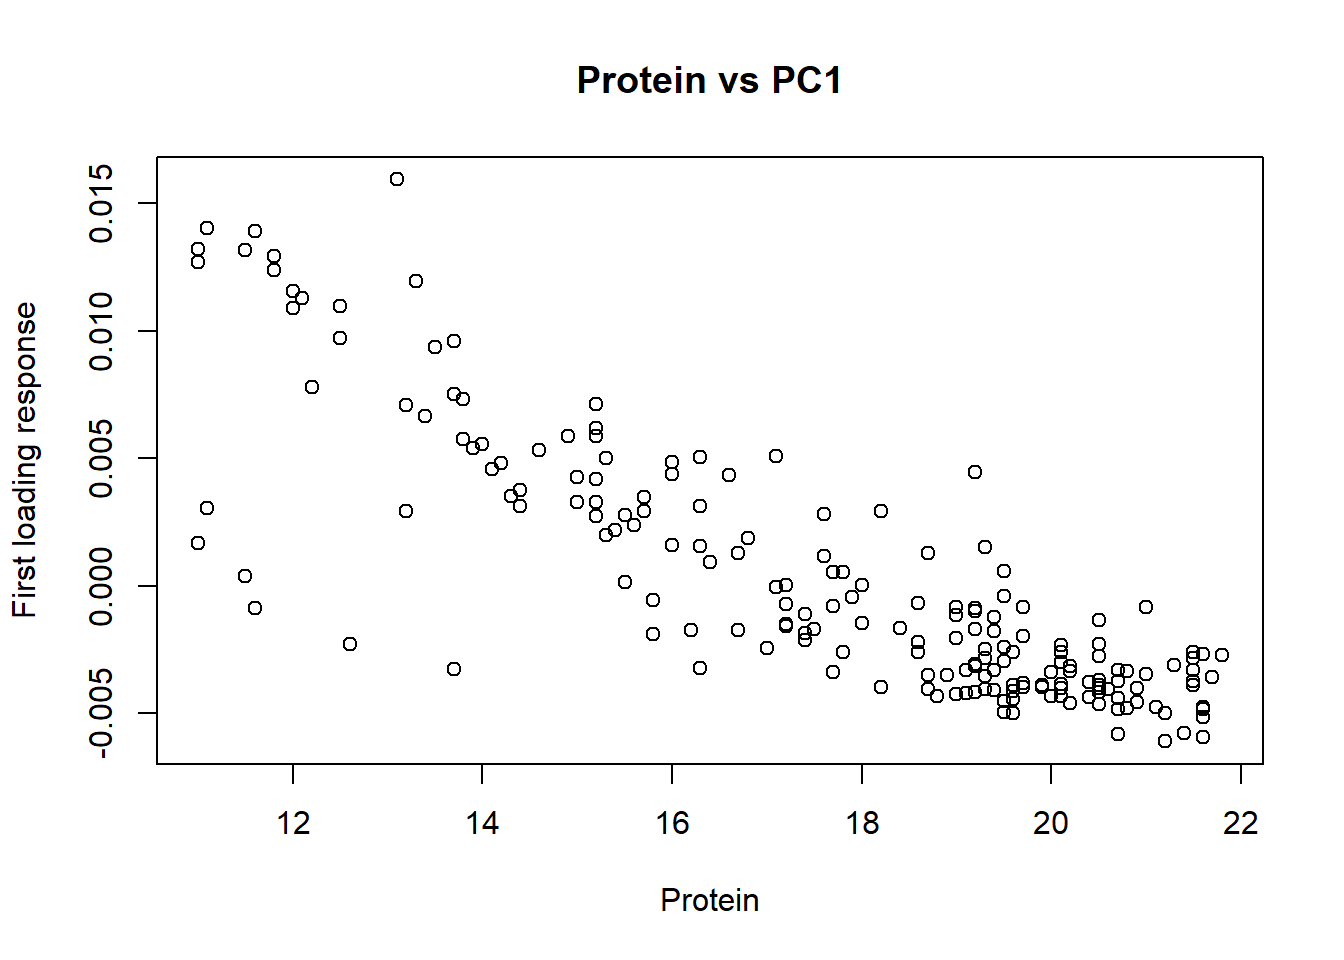 Protein vs PC1
0.015
0.010
0.005
0.000
-0.005
First loading response
12 14 16 18 20 22
Protein